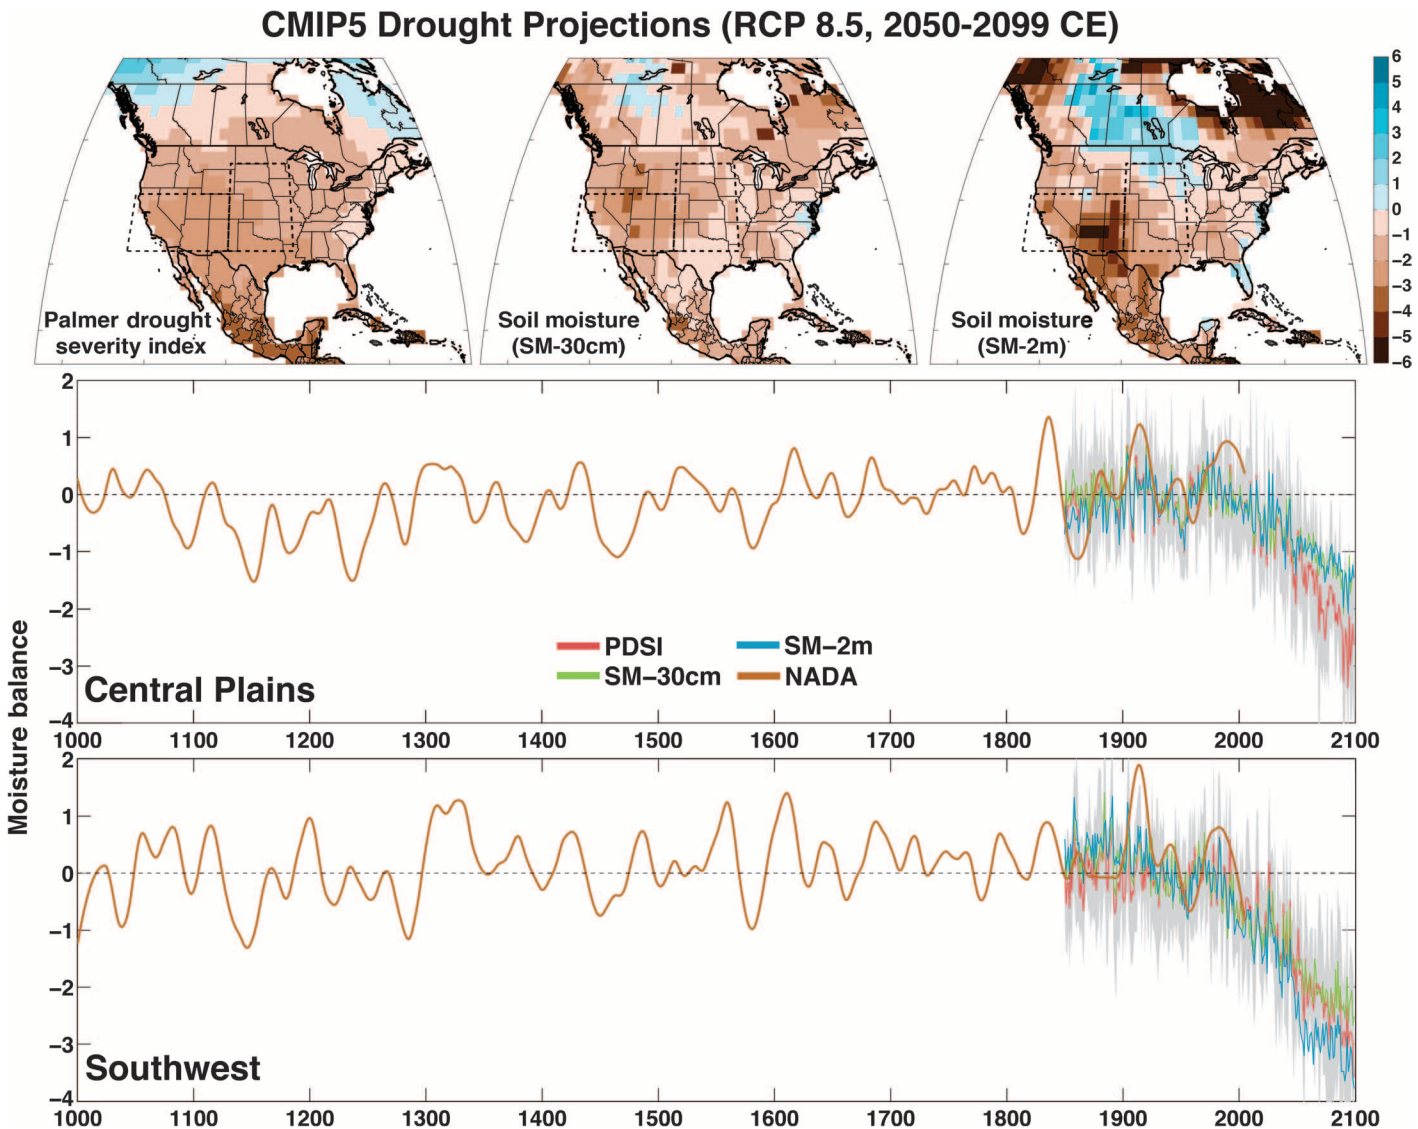 CMIP5 Drought Projections (RCP 8.5, 2050-2099 CE)
Palmer drought
severity index
Soil moisture
(SM-30cm)
Soil moisture
(SM-2m)
6
5
4
3
2
1
0
−1
−2
−3
−4
−5
−6
Moisture balance
2
1
0
−1
−2
−3
−4
PDSI
SM−2m
SM−30cm
NADA
Central Plains
1000 1100 1200 1300 1400 1500 1600 1700 1800 1900 2000 2100
2
1
0
−1
−2
−3
−4
Southwest
1000 1100 1200 1300 1400 1500 1600 1700 1800 1900 2000 2100